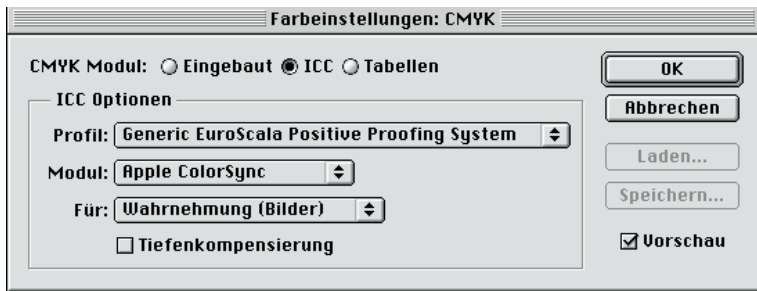 Farbeinstellungen: CMYK
CMYK Modul: Eingebaut ICC Tabellen
ICC Optionen
Profil: Generic EuroScala Positive Proofing System
Modul: Apple ColorSync
Für: Wahrnehmung (Bilder)
Tiefenkompensierung
OK
Abbrechen
Laden...
Speichern...
Vorschau